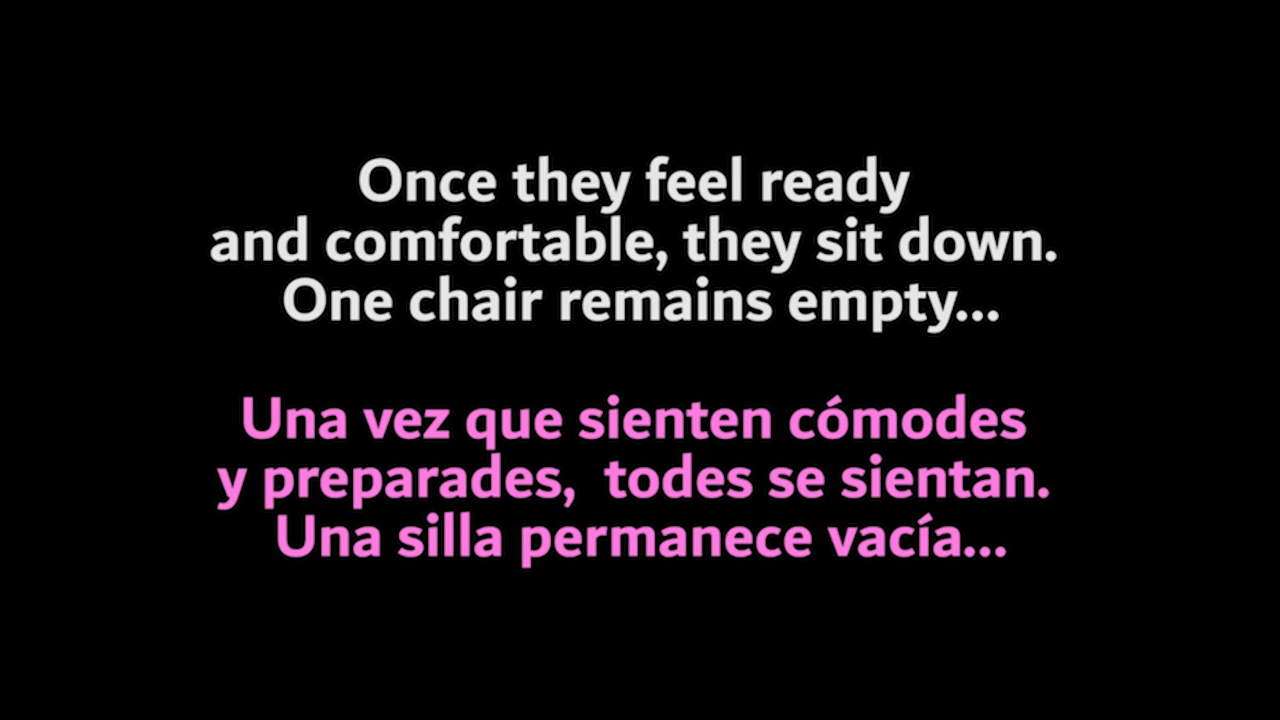 Once they feel ready
and comfortable, they sit down.
One chair remains empty...
Una vez que sienten cómodes
y preparades,  todes se sientan.
Una silla permanece vacía...